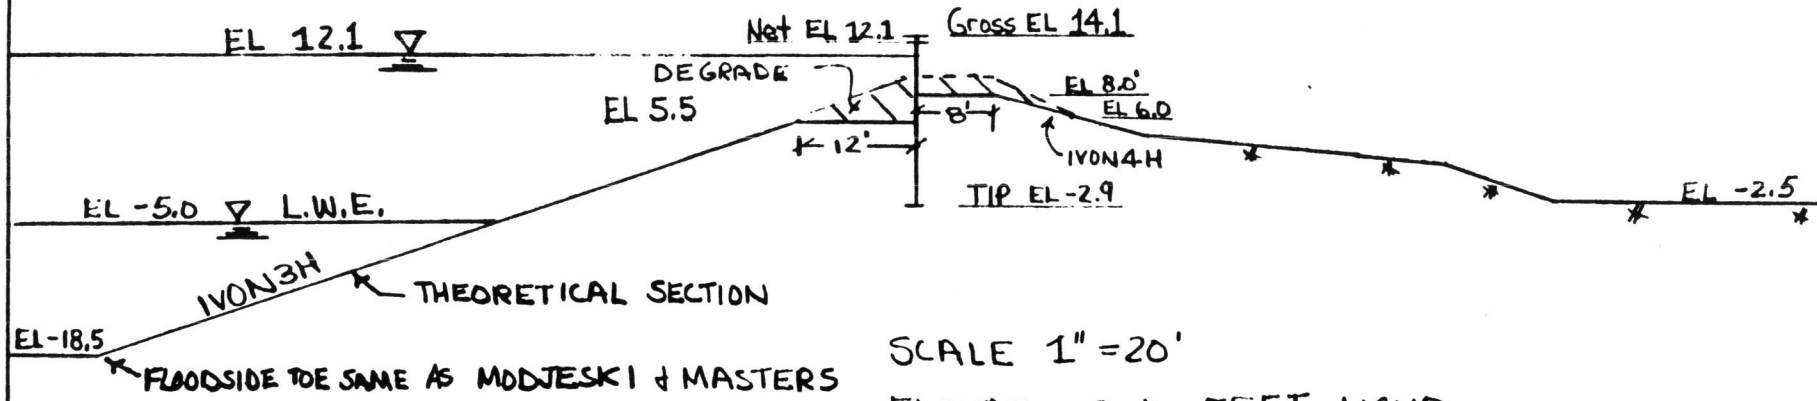 EL 12.1
Net EL 12.1
Gross EL 14.1
DEGRADE
EL 5.5
EL 8.0'
EL 6.0
8'
12'
1VON4H
TIP EL -2.9
EL -5.0 L.W.E.
EL -2.5
1VON3H
THEORETICAL SECTION
EL-18.5
FLOODSIDE TOE SAME AS MODJESKI & MASTERS
SCALE 1" = 20'